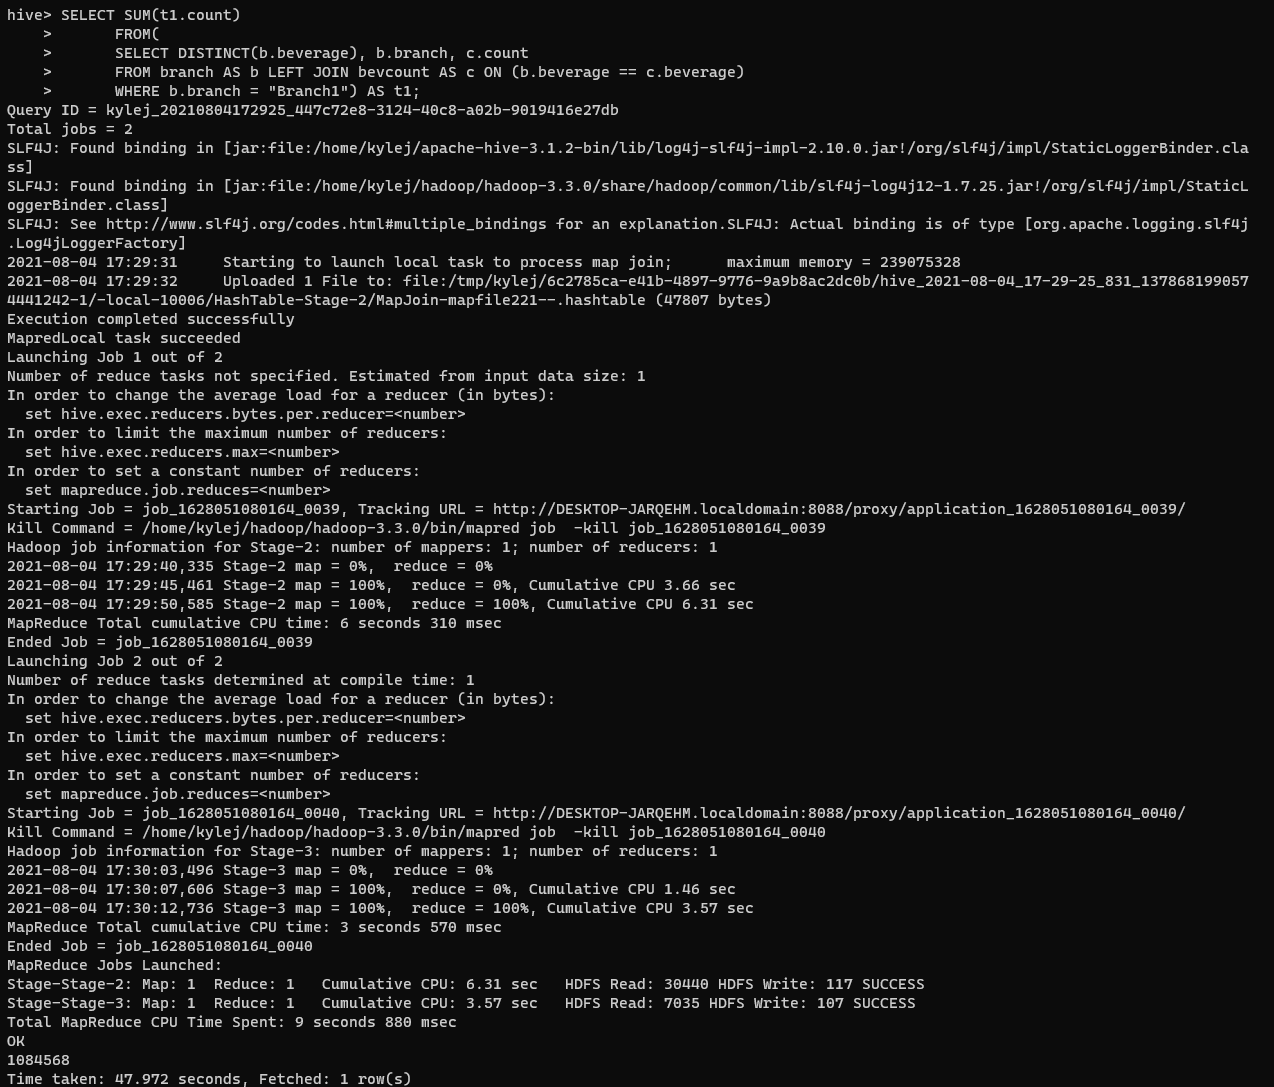 hive> SELECT SUM(t1.count)
    >       FROM(
    >       SELECT DISTINCT(b.beverage), b.branch, c.count
    >       FROM branch AS b LEFT JOIN bevcount AS c ON (b.beverage == c.beverage)
    >       WHERE b.branch = "Branch1") AS t1;
Query ID = kylej_20210804172925_447c72e8-3124-40c8-a02b-9019416e27db
Total jobs = 2
SLF4J: Found binding in [jar:file:/home/kylej/apache-hive-3.1.2-bin/lib/log4j-slf4j-impl-2.10.0.jar!/org/slf4j/impl/StaticLoggerBinder.cla
ss]
SLF4J: Found binding in [jar:file:/home/kylej/hadoop/hadoop-3.3.0/share/hadoop/common/lib/slf4j-log4j12-1.7.25.jar!/org/slf4j/impl/StaticL
oggerBinder.class]
SLF4J: See http://www.slf4j.org/codes.html#multiple_bindings for an explanation.SLF4J: Actual binding is of type [org.apache.logging.slf4j
.Log4jLoggerFactory]
2021-08-04 17:29:31     Starting to launch local task to process map join;      maximum memory = 239075328
2021-08-04 17:29:32     Uploaded 1 File to: file:/tmp/kylej/6c2785ca-e41b-4897-9776-9a9b8ac2dc0b/hive_2021-08-04_17-29-25_831_137868199057
4441242-1/-local-10006/HashTable-Stage-2/MapJoin-mapfile221--.hashtable (47807 bytes)
Execution completed successfully
MapredLocal task succeeded
Launching Job 1 out of 2
Number of reduce tasks not specified. Estimated from input data size: 1
In order to change the average load for a reducer (in bytes):
  set hive.exec.reducers.bytes.per.reducer=<number>
In order to limit the maximum number of reducers:
  set hive.exec.reducers.max=<number>
In order to set a constant number of reducers:
  set mapreduce.job.reduces=<number>
Starting Job = job_1628051080164_0039, Tracking URL = http://DESKTOP-JARQEHM.localdomain:8088/proxy/application_1628051080164_0039/
Kill Command = /home/kylej/hadoop/hadoop-3.3.0/bin/mapred job  -kill job_1628051080164_0039
Hadoop job information for Stage-2: number of mappers: 1; number of reducers: 1
2021-08-04 17:29:40,335 Stage-2 map = 0%,  reduce = 0%
2021-08-04 17:29:45,461 Stage-2 map = 100%,  reduce = 0%, Cumulative CPU 3.66 sec
2021-08-04 17:29:50,585 Stage-2 map = 100%,  reduce = 100%, Cumulative CPU 6.31 sec
MapReduce Total cumulative CPU time: 6 seconds 310 msec
Ended Job = job_1628051080164_0039
Launching Job 2 out of 2
Number of reduce tasks determined at compile time: 1
In order to change the average load for a reducer (in bytes):
  set hive.exec.reducers.bytes.per.reducer=<number>
In order to limit the maximum number of reducers:
  set hive.exec.reducers.max=<number>
In order to set a constant number of reducers:
  set mapreduce.job.reduces=<number>
Starting Job = job_1628051080164_0040, Tracking URL = http://DESKTOP-JARQEHM.localdomain:8088/proxy/application_1628051080164_0040/
Kill Command = /home/kylej/hadoop/hadoop-3.3.0/bin/mapred job  -kill job_1628051080164_0040
Hadoop job information for Stage-3: number of mappers: 1; number of reducers: 1
2021-08-04 17:30:03,496 Stage-3 map = 0%,  reduce = 0%
2021-08-04 17:30:07,606 Stage-3 map = 100%,  reduce = 0%, Cumulative CPU 1.46 sec
2021-08-04 17:30:12,736 Stage-3 map = 100%,  reduce = 100%, Cumulative CPU 3.57 sec
MapReduce Total cumulative CPU time: 3 seconds 570 msec
Ended Job = job_1628051080164_0040
MapReduce Jobs Launched:
Stage-Stage-2: Map: 1  Reduce: 1   Cumulative CPU: 6.31 sec   HDFS Read: 30440 HDFS Write: 117 SUCCESS
Stage-Stage-3: Map: 1  Reduce: 1   Cumulative CPU: 3.57 sec   HDFS Read: 7035 HDFS Write: 107 SUCCESS
Total MapReduce CPU Time Spent: 9 seconds 880 msec
OK
1084568
Time taken: 47.972 seconds, Fetched: 1 row(s)